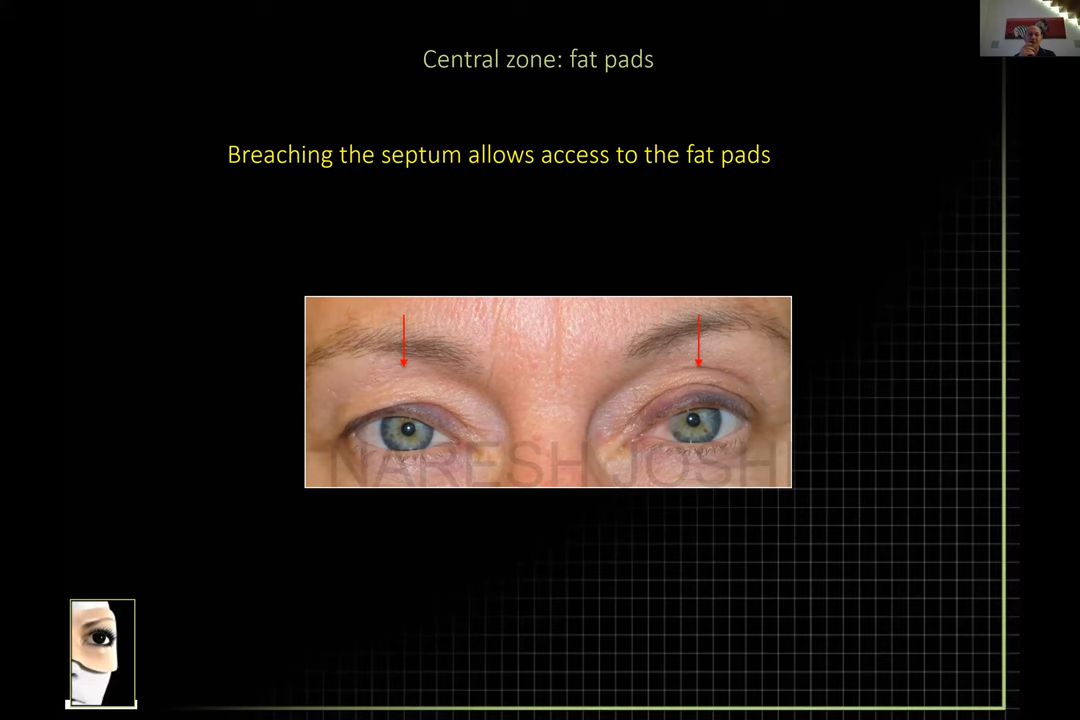 Central zone: fat pads
Breaching the septum allows access to the fat pads
NARESH JOSHI